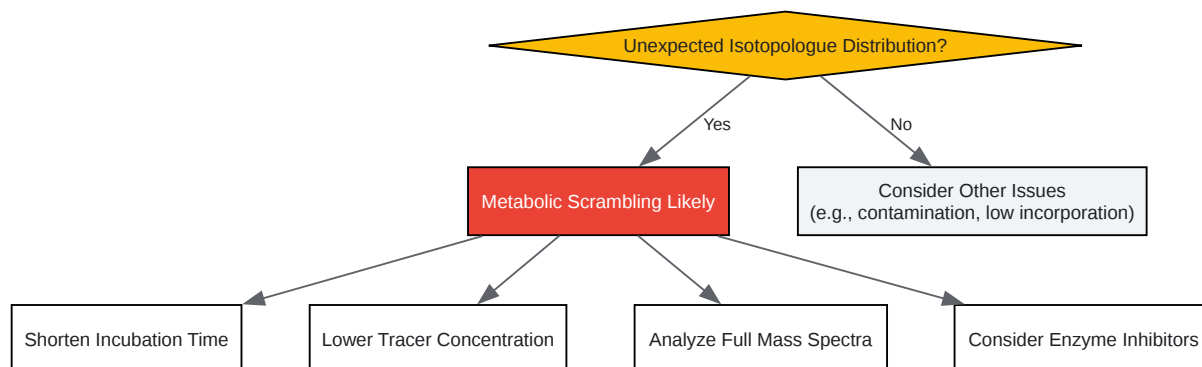 Unexpected Isotopologue Distribution?
Yes
No
Metabolic Scrambling Likely
Consider Other Issues
(e.g., contamination, low incorporation)
Shorten Incubation Time
Lower Tracer Concentration
Analyze Full Mass Spectra
Consider Enzyme Inhibitors